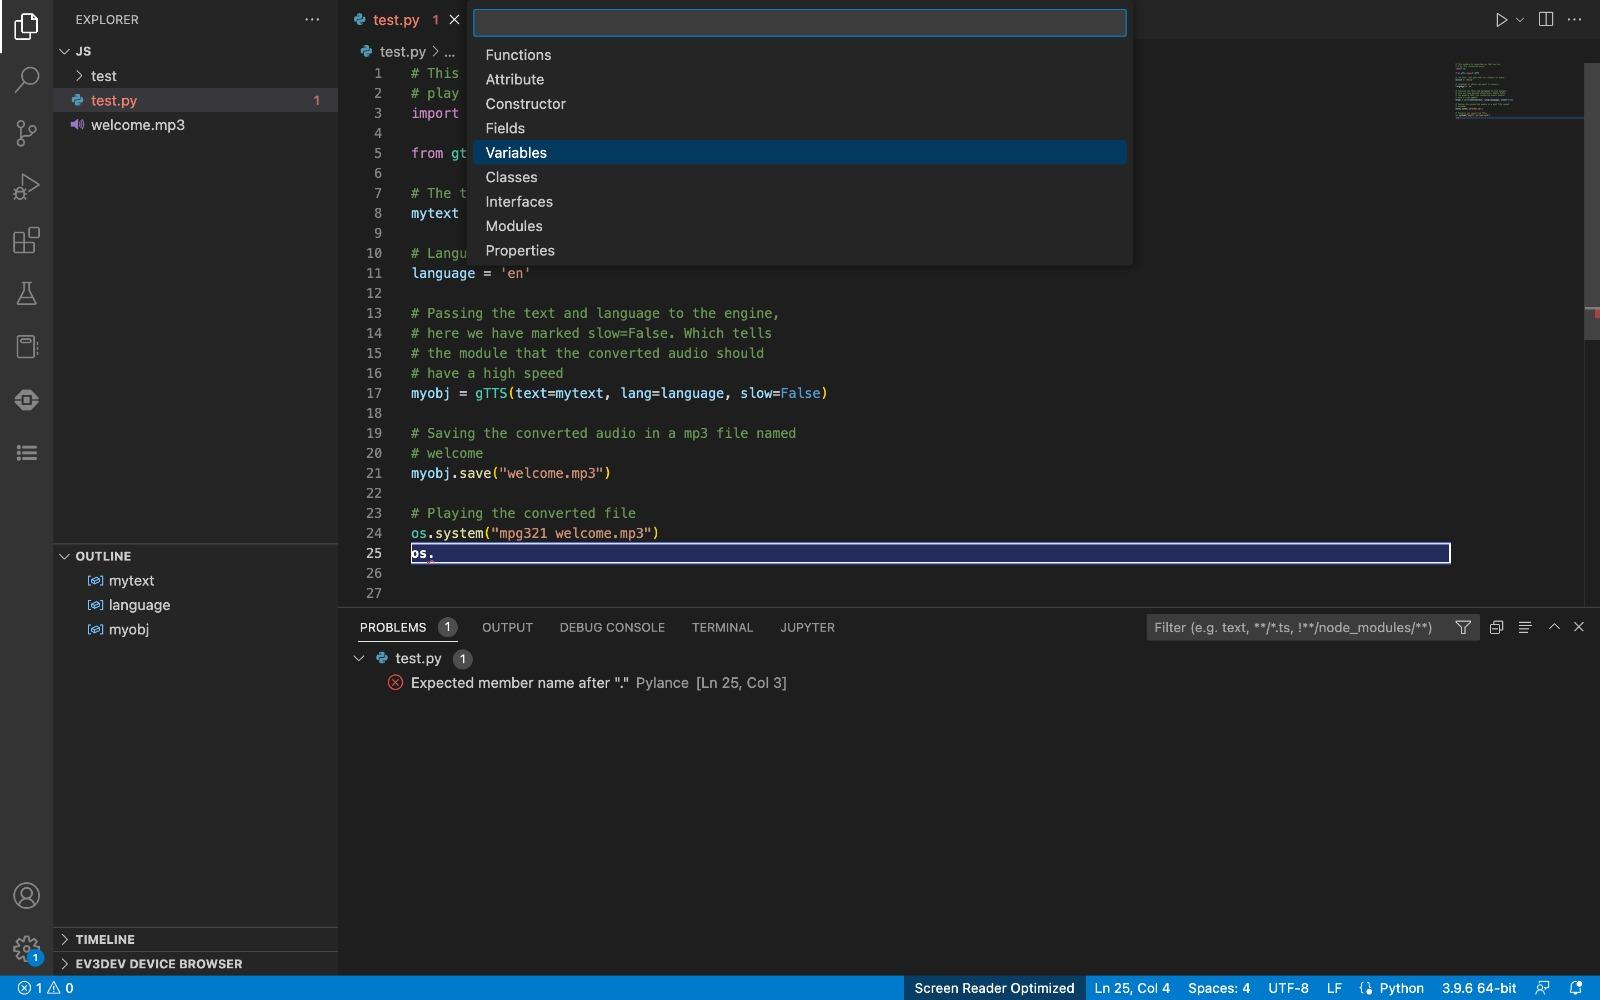 EXPLORER
JS
test
test.py 1
welcome.mp3
OUTLINE
mytext
language
myobj
TIMELINE
EV3DEV DEVICE BROWSER
1
test.py 1
test.py > ...
Functions
Attribute
Constructor
Fields
Variables
Classes
Interfaces
Modules
Properties
1 # This
2 # play
3 import
4
5 from gt
6
7 # The t
8 mytext
9
10 # Langu
11 language = 'en'
12
13 # Passing the text and language to the engine,
14 # here we have marked slow=False. Which tells
15 # the module that the converted audio should
16 # have a high speed
17 myobj = gTTS(text=mytext, lang=language, slow=False)
18
19 # Saving the converted audio in a mp3 file named
20 # welcome
21 myobj.save("welcome.mp3")
22
23 # Playing the converted file
24 os.system("mpg321 welcome.mp3")
25 os.
26
27
PROBLEMS 1 OUTPUT DEBUG CONSOLE TERMINAL JUPYTER Filter (e.g. text, **/*.ts, !**/node_modules/**)
test.py 1
Expected member name after "." Pylance [Ln 25, Col 3]
1 0 Screen Reader Optimized Ln 25, Col 4 Spaces: 4 UTF-8 LF Python 3.9.6 64-bit